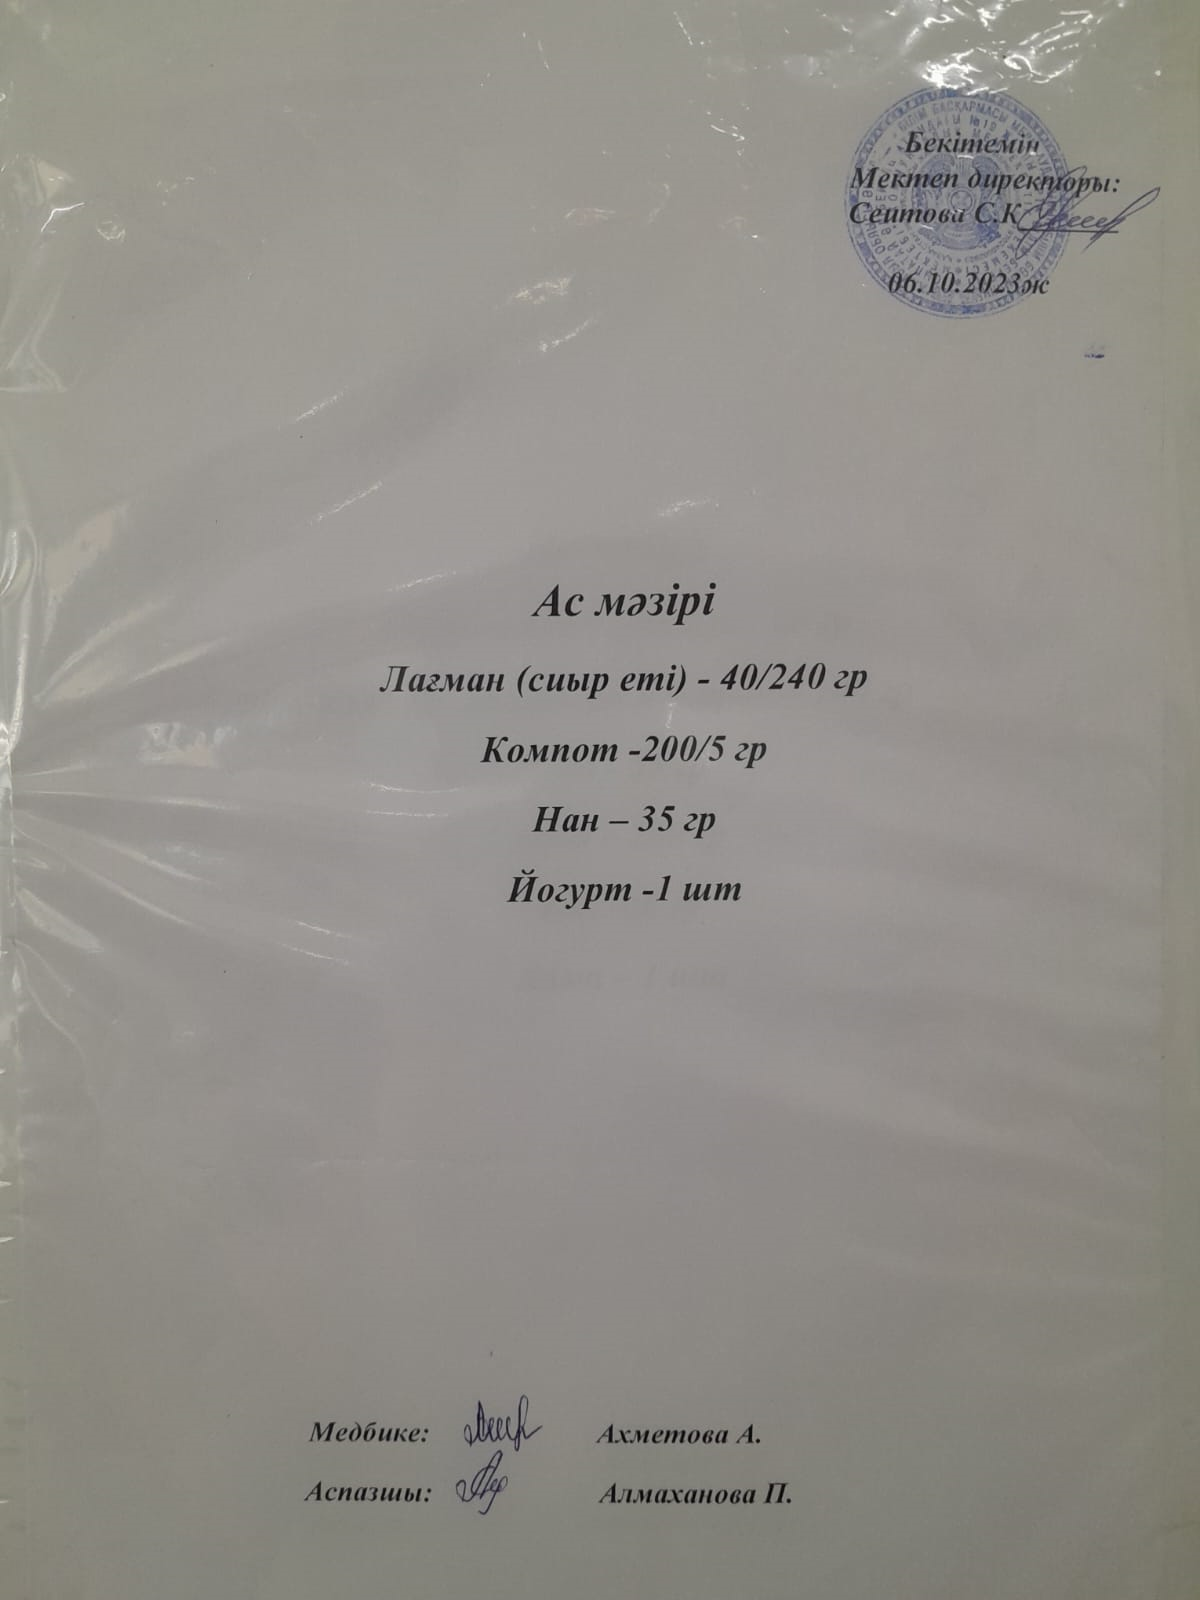 Бекітемін
Мектеп директоры:
Сеитова С.К
06.10.2023ж
Ас мәзірі
Лағман (сиыр еті) - 40/240 гр
Компот -200/5 гр
Нан – 35 гр
Йогурт -1 шт
Медбике: Ахметова А.
Аспазшы: Алмаханова П.